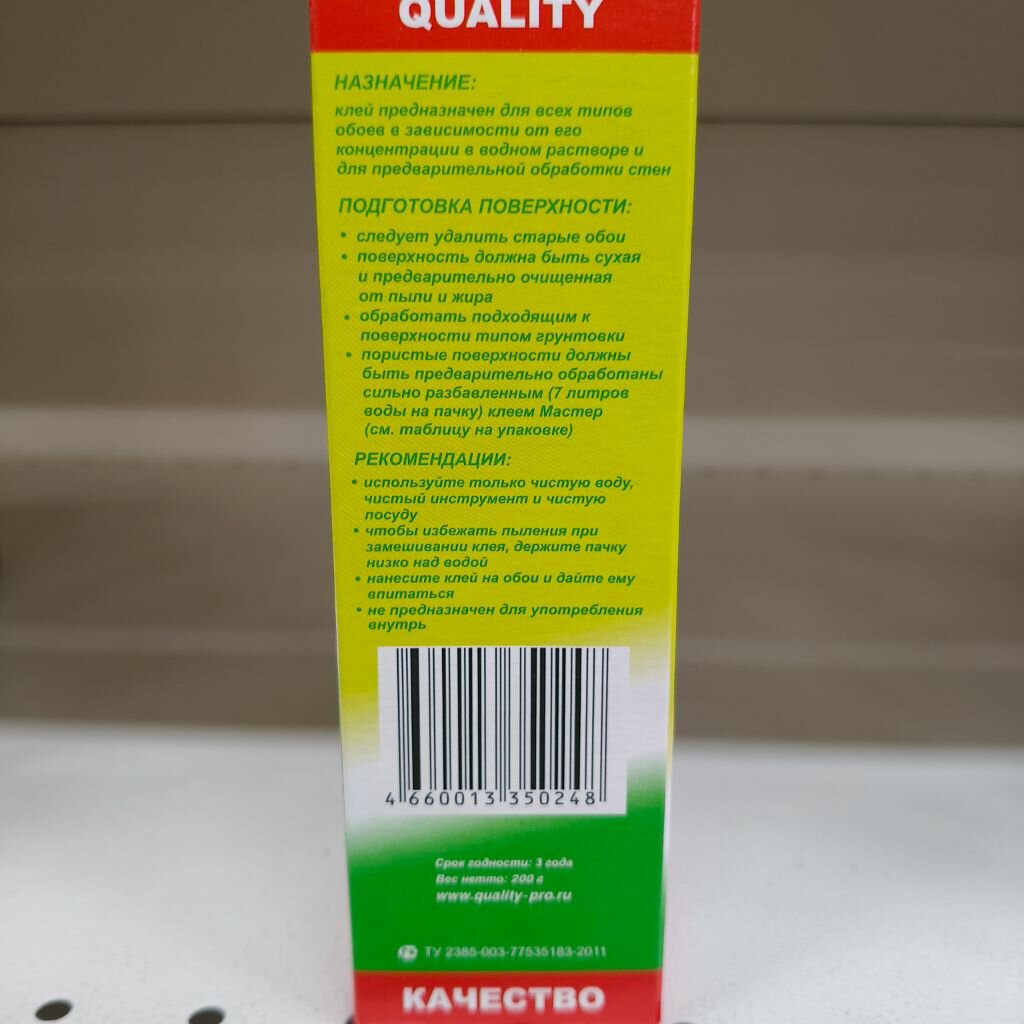 QUALITY
НАЗНАЧЕНИЕ:
клей предназначен для всех типов
обоев в зависимости от его
концентрации в водном растворе и
для предварительной обработки стен
ПОДГОТОВКА ПОВЕРХНОСТИ:
• следует удалить старые обои
• поверхность должна быть сухая
и предварительно очищенная
от пыли и жира
• обработать подходящим к
поверхности типом грунтовки
• пористые поверхности должны
быть предварительно обработаны
сильно разбавленным (7 литров
воды на пачку) клеем Мастер
(см. таблицу на упаковке)
РЕКОМЕНДАЦИИ:
• используйте только чистую воду,
чистый инструмент и чистую
посуду
• чтобы избежать пыления при
замешивании клея, держите пачку
низко над водой
• нанесите клей на обои и дайте ему
впитаться
• не предназначен для употребления
внутрь
4 660013 350248
Срок годности: 3 года
Вес нетто: 200 г
www.quality-pro.ru
ТУ 2385-003-77535183-2011
КАЧЕСТВО